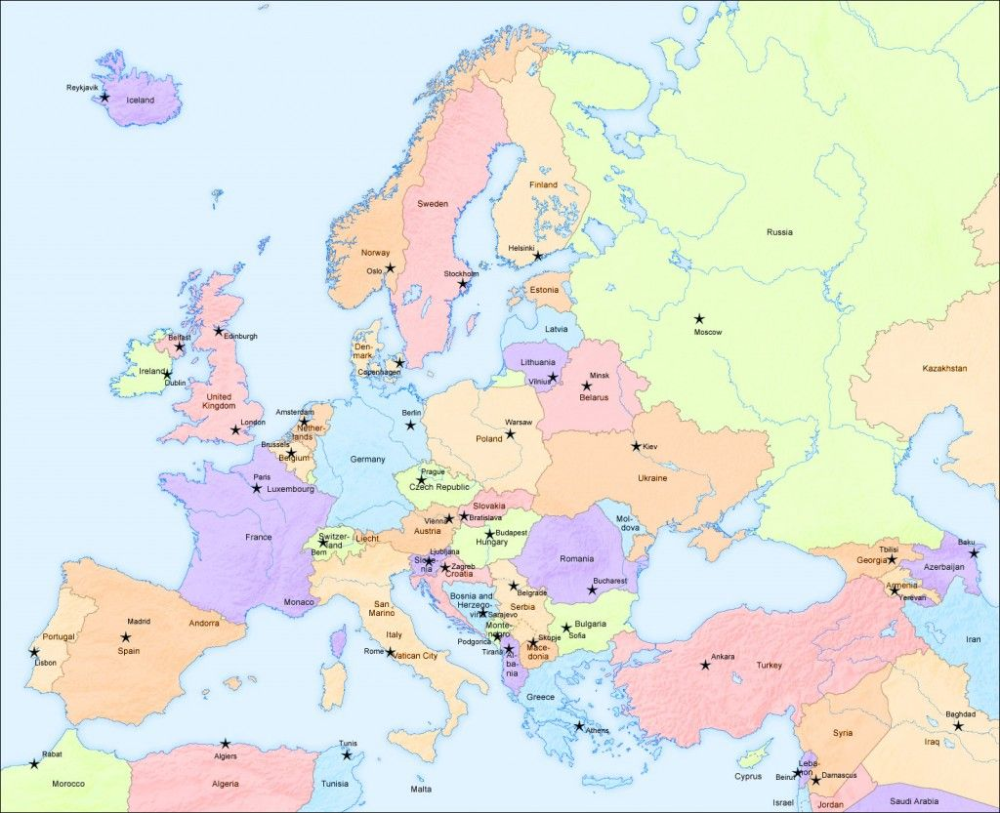 Reykjavik
Iceland
Finland
Sweden
Russia
Norway
Helsinki
Oslo
Stockholm
Estonia
Moscow
Latvia
Edinburgh
Belfast
Den-
mark
Ireland
Dublin
Copenhagen
Lithuania
Vilnius
Minsk
Belarus
Kazakhstan
United
Kingdom
London
Amsterdam
Nether-
lands
Berlin
Warsaw
Poland
Brussels
Belgium
Germany
Kiev
Ukraine
Paris
Luxembourg
Prague
Czech Republic
Slovakia
Bratislava
Vienna
Austria
France
Switzer-
land
Bern
Liecht.
Budapest
Hungary
Mol-
dova
Ljubljana
Slove-
nia
Zagreb
Croatia
Romania
Bucharest
Tbilisi
Georgia
Baku
Azerbaijan
Armenia
Yerevan
Monaco
San
Marino
Bosnia and
Herzego-
vina
Sarajevo
Belgrade
Serbia
Madrid
Spain
Andorra
Portugal
Lisbon
Italy
Rome
Vatican City
Monte-
negro
Podgorica
Bulgaria
Sofia
Skopje
Mace-
donia
Tirana
Al-
ba-
nia
Iran
Ankara
Turkey
Greece
Athens
Baghdad
Iraq
Syria
Rabat
Morocco
Algiers
Algeria
Tunis
Tunisia
Malta
Cyprus
Leba-
non
Beirut
Damascus
Israel
Jordan
Saudi Arabia